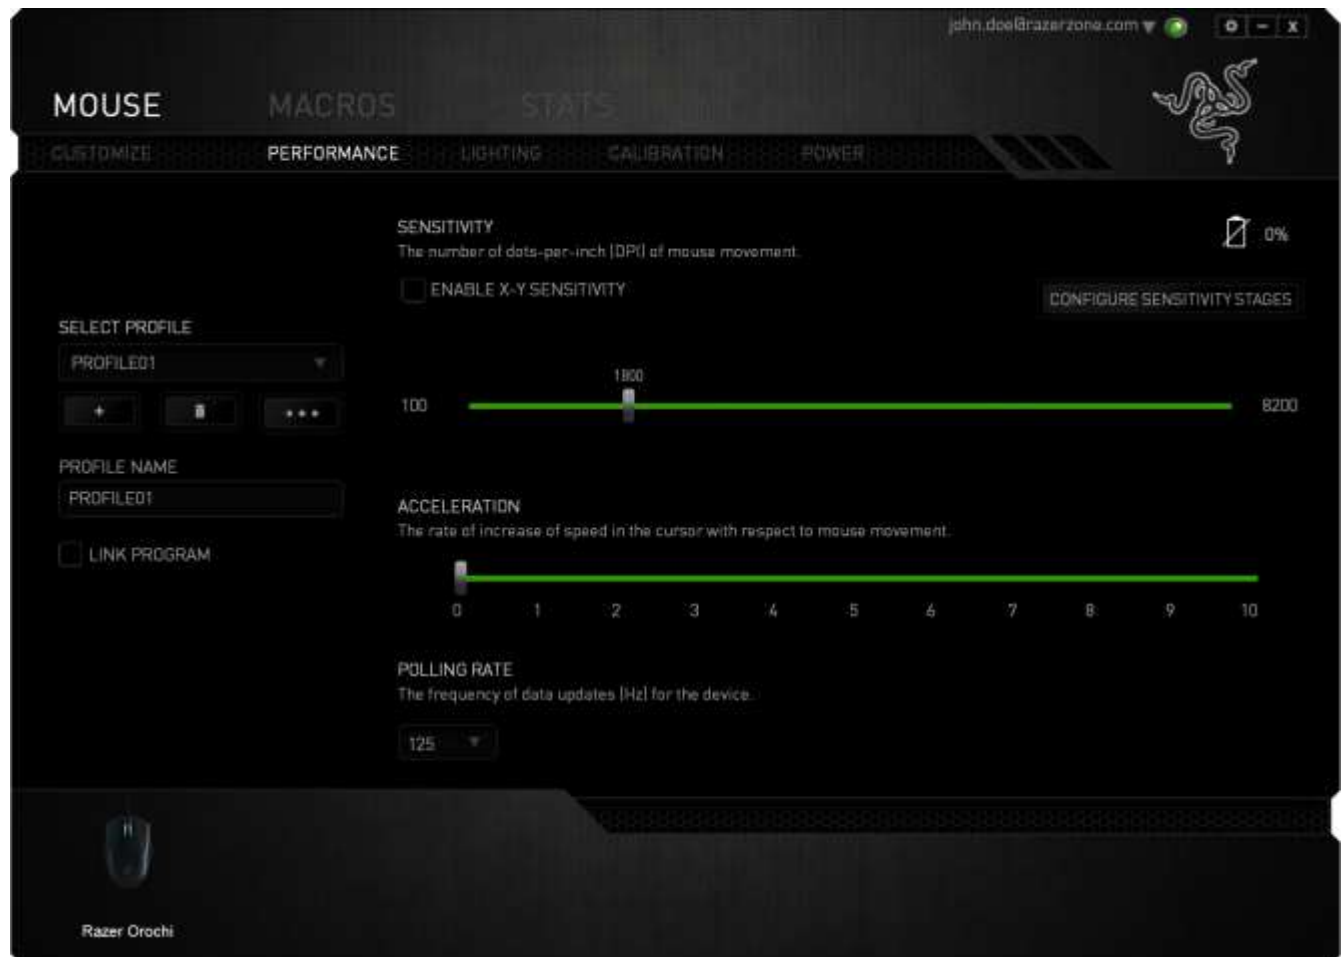 john.doe@razerzone.com
MOUSE MACROS STATS
CUSTOMIZE PERFORMANCE LIGHTING CALIBRATION POWER
SENSITIVITY
The number of dots-per-inch (DPI) of mouse movement.
0%
ENABLE X-Y SENSITIVITY
CONFIGURE SENSITIVITY STAGES
SELECT PROFILE
PROFILE01
1800
100 8200
PROFILE NAME
PROFILE01
ACCELERATION
The rate of increase of speed in the cursor with respect to mouse movement.
LINK PROGRAM
0 1 2 3 4 5 6 7 8 9 10
POLLING RATE
The frequency of data updates (Hz) for the device.
125
Razer Orochi